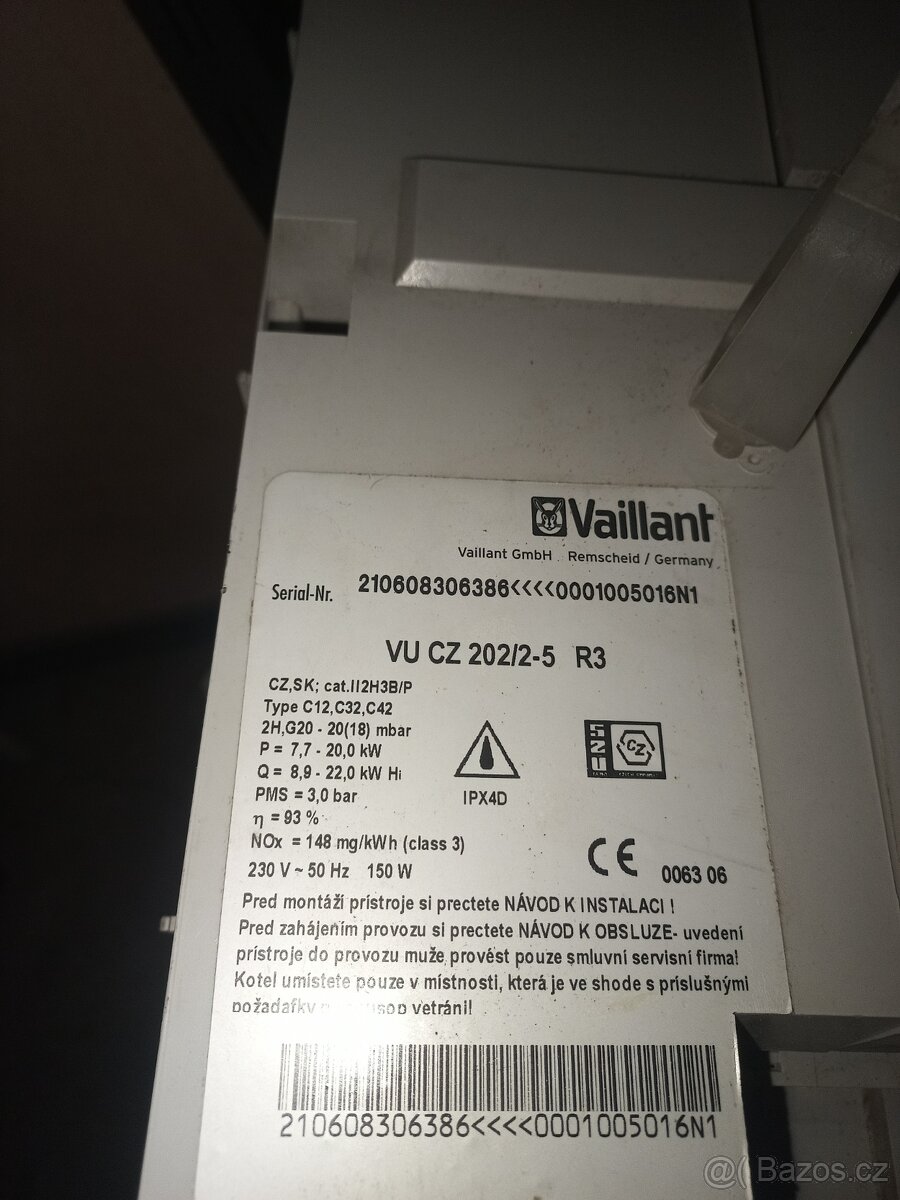 Vaillant
Vaillant GmbH Remscheid / Germany
Serial-Nr. 210608306386<<<<0001005016N1
VU CZ 202/2-5 R3
CZ,SK; cat.II2H3B/P
Type C12,C32,C42
2H,G20 - 20(18) mbar
P = 7,7 - 20,0 kW
Q = 8,9 - 22,0 kW Hi
PMS = 3,0 bar
η = 93 %
NOx = 148 mg/kWh (class 3)
230 V ~ 50 Hz 150 W
IPX4D
SZU
CZ
CE 0063 06
Pred montáží prístroje si prectete NÁVOD K INSTALACI !
Pred zahájením provozu si prectete NÁVOD K OBSLUZE- uvedení
prístroje do provozu muže provést pouze smluvní servisní firma!
Kotel umístete pouze v místnosti, která je ve shode s príslušnými
požadafky vetrání!
210608306386<<<<0001005016N1
@( Bazos.cz